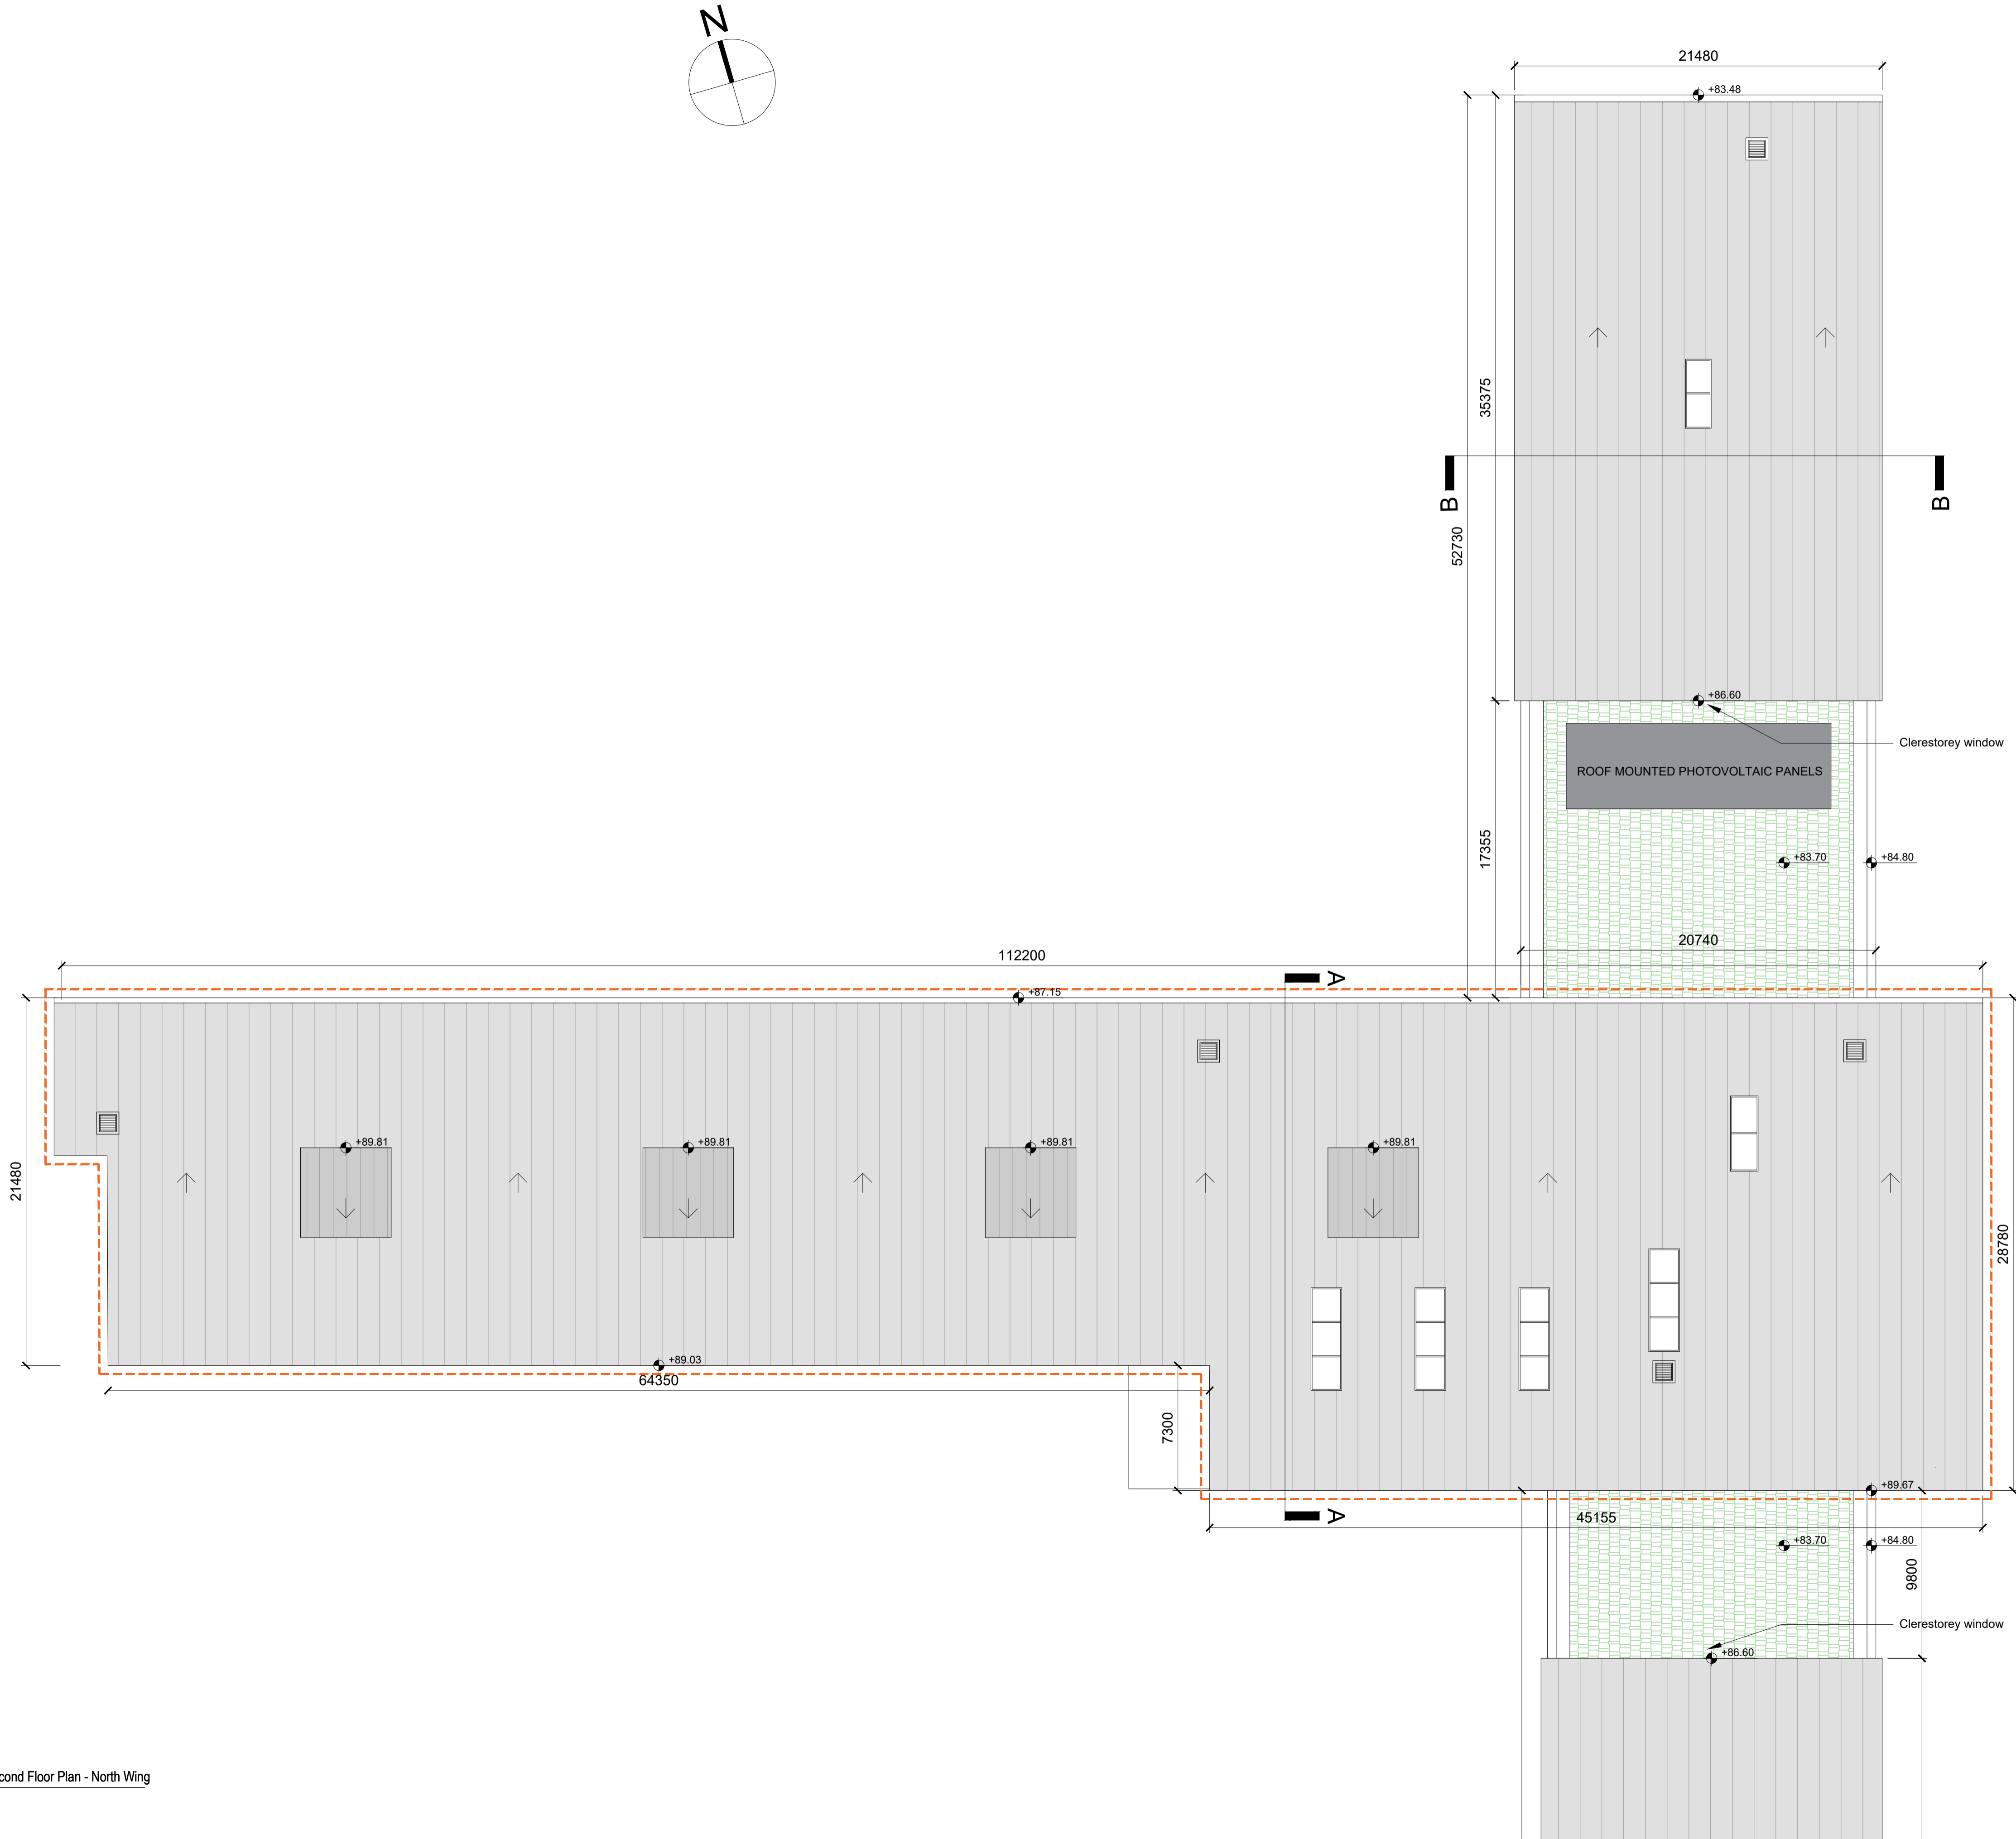 N
21480
+83.48
35375
B
B
52730
+86.60
Clerestorey window
ROOF MOUNTED PHOTOVOLTAIC PANELS
17355
+83.70
+84.80
20740
112200
A
+87.15
21480
+89.81
+89.81
+89.81
+89.81
28780
+89.03
64350
7300
+89.67
A
45155
+83.70
+84.80
9800
Clerestorey window
+86.60
cond Floor Plan - North Wing